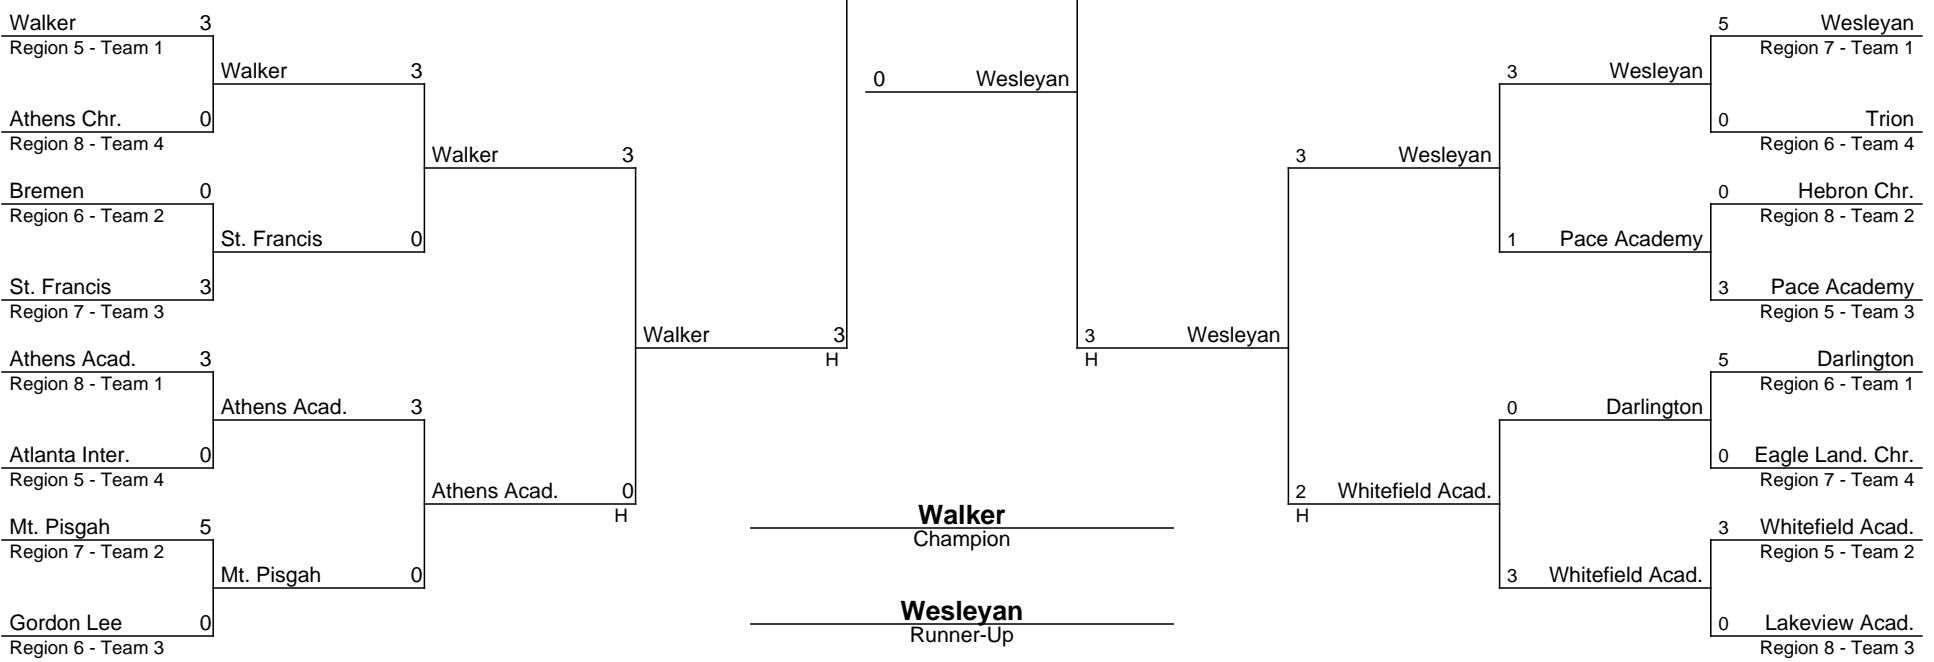 Walker 3
Region 5 - Team 1
Walker 3
Athens Chr. 0
Region 8 - Team 4
Walker 3
Bremen 0
Region 6 - Team 2
St. Francis 0
St. Francis 3
Region 7 - Team 3
Walker 3
H
Athens Acad. 3
Region 8 - Team 1
Athens Acad. 3
Atlanta Inter. 0
Region 5 - Team 4
Athens Acad. 0
H
Mt. Pisgah 5
Region 7 - Team 2
Mt. Pisgah 0
Gordon Lee 0
Region 6 - Team 3
0 Wesleyan
Walker
Champion
Wesleyan
Runner-Up
5 Wesleyan
Region 7 - Team 1
3 Wesleyan
0 Trion
Region 6 - Team 4
3 Wesleyan
0 Hebron Chr.
Region 8 - Team 2
1 Pace Academy
3 Pace Academy
Region 5 - Team 3
3 Wesleyan
H
5 Darlington
Region 6 - Team 1
0 Darlington
0 Eagle Land. Chr.
Region 7 - Team 4
2 Whitefield Acad.
H
3 Whitefield Acad.
Region 5 - Team 2
3 Whitefield Acad.
0 Lakeview Acad.
Region 8 - Team 3